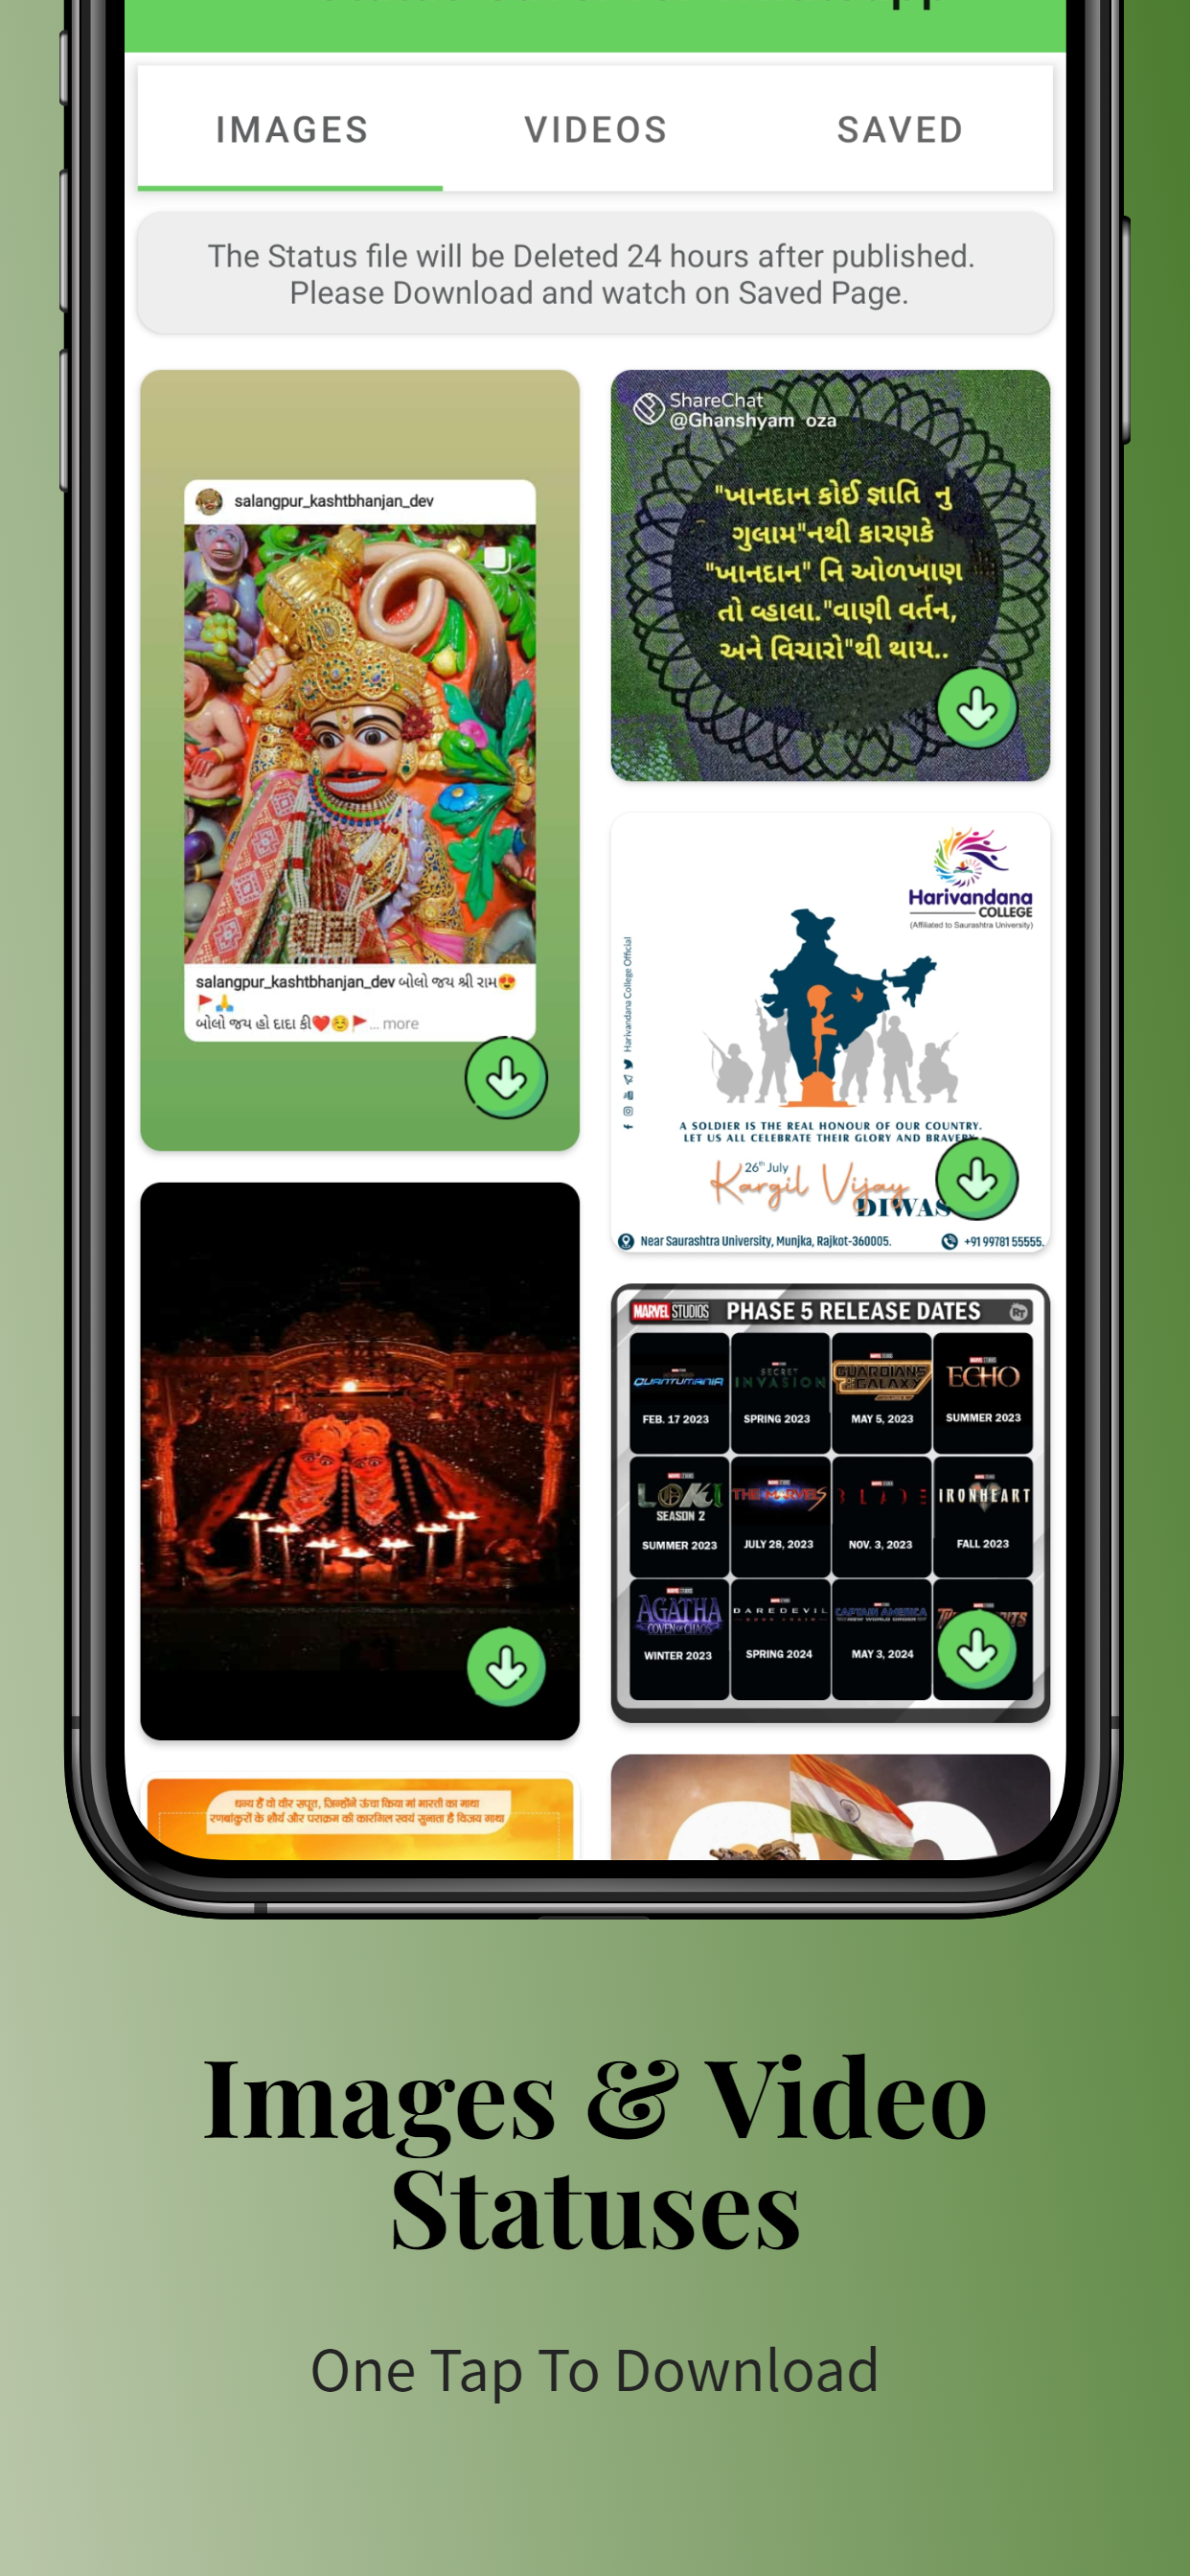 IMAGES
VIDEOS
SAVED
The Status file will be Deleted 24 hours after published.
Please Download and watch on Saved Page.
salangpur_kashtbhanjan_dev
salangpur_kashtbhanjan_dev બોલો જય શ્રી રામ😍
🚩🙏
બોલો જય હો દાદા કી❤️☺️🚩... more
ShareChat
@Ghanshyam oza
"ખાનદાન કોઈ જ્ઞાતિ નુ
ગુલામ"નથી કારણકે
"ખાનદાન" નિ ઓળખાણ
તો વ્હાલા."વાણી વર્તન,
અને વિચારો"થી થાય..
Harivandana
COLLEGE
(Affiliated to Saurashtra University)
Harivandana College Official
A SOLDIER IS THE REAL HONOUR OF OUR COUNTRY.
LET US ALL CELEBRATE THEIR GLORY AND BRAVERY
26th July
Kargil Vijay
DIWAS
Near Saurashtra University, Munjka, Rajkot-360005.
+91 99781 55555.
MARVEL STUDIOS PHASE 5 RELEASE DATES RT
QUANTUMANIA
FEB. 17 2023
SECRET
INVASION
SPRING 2023
GUARDIANS
GALAXY
MAY 5, 2023
ECHO
SUMMER 2023
LOKI
SEASON 2
SUMMER 2023
THE MARVELS
JULY 28, 2023
BLADE
NOV. 3, 2023
IRONHEART
FALL 2023
AGATHA
COVEN OF CHAOS
WINTER 2023
DAREDEVIL
SPRING 2024
CAPTAIN AMERICA
NEW WORLD ORDER
MAY 3, 2024
धन्य हैं वो वीर सपूत, जिन्होंने ऊंचा किया मां भारती का माथा
रणबांकुरों के शौर्य और पराक्रम की कारगिल स्वयं सुनाता है विजय गाथा
Images & Video
Statuses
One Tap To Download